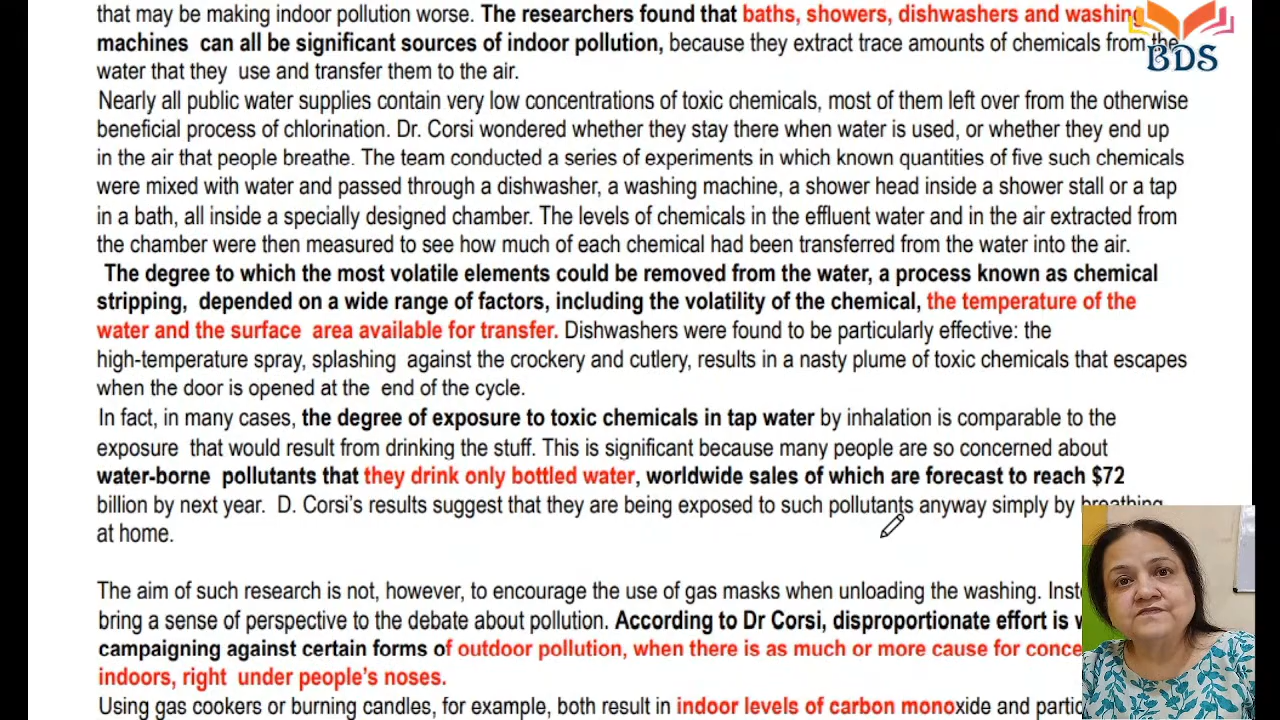 that may be making indoor pollution worse. The researchers found that baths, showers, dishwashers and washing
BDS
machines can all be significant sources of indoor pollution, because they extract trace amounts of chemicals from the
water that they use and transfer them to the air.
Nearly all public water supplies contain very low concentrations of toxic chemicals, most of them left over from the otherwise
beneficial process of chlorination. Dr. Corsi wondered whether they stay there when water is used, or whether they end up
in the air that people breathe. The team conducted a series of experiments in which known quantities of five such chemicals
were mixed with water and passed through a dishwasher, a washing machine, a shower head inside a shower stall or a tap
in a bath, all inside a specially designed chamber. The levels of chemicals in the effluent water and in the air extracted from
the chamber were then measured to see how much of each chemical had been transferred from the water into the air.
The degree to which the most volatile elements could be removed from the water, a process known as chemical
stripping, depended on a wide range of factors, including the volatility of the chemical, the temperature of the
water and the surface area available for transfer. Dishwashers were found to be particularly effective: the
high-temperature spray, splashing against the crockery and cutlery, results in a nasty plume of toxic chemicals that escapes
when the door is opened at the end of the cycle.
In fact, in many cases, the degree of exposure to toxic chemicals in tap water by inhalation is comparable to the
exposure that would result from drinking the stuff. This is significant because many people are so concerned about
water-borne pollutants that they drink only bottled water, worldwide sales of which are forecast to reach $72
billion by next year. D. Corsi's results suggest that they are being exposed to such pollutants anyway simply by breathing
at home.
The aim of such research is not, however, to encourage the use of gas masks when unloading the washing.
bring a sense of perspective to the debate about pollution. According to Dr Corsi, disproportionate effort is
campaigning against certain forms of outdoor pollution, when there is as much or more cause for
indoors, right under people's noses.
Using gas cookers or burning candles, for example, both result in indoor levels of carbon monoxide and